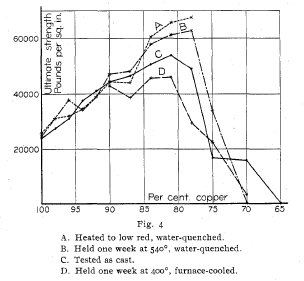 Ultimate strength
Pounds per sq. in.
60000
40000
20000
A
B
C
D
Per cent. copper
100 95 90 85 80 75 70 65
Fig. 4
A. Heated to low red, water-quenched.
B. Held one week at 540°, water-quenched.
C. Tested as cast.
D. Held one week at 400°, furnace-cooled.